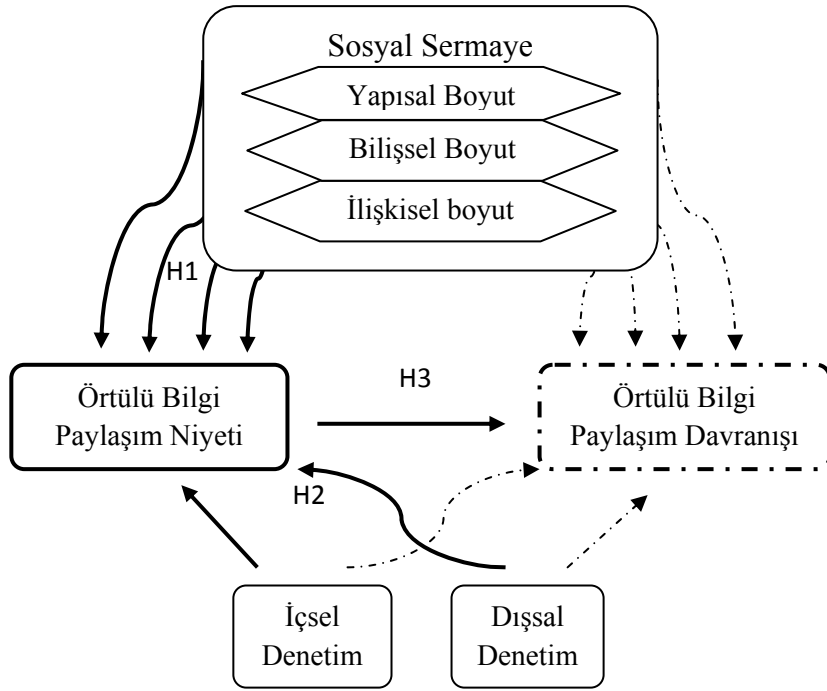 Sosyal Sermaye
Yapısal Boyut
Bilişsel Boyut
İlişkisel boyut
H1
Örtülü Bilgi
Paylaşım Niyeti
H3
Örtülü Bilgi
Paylaşım Davranışı
H2
İçsel
Denetim
Dışsal
Denetim